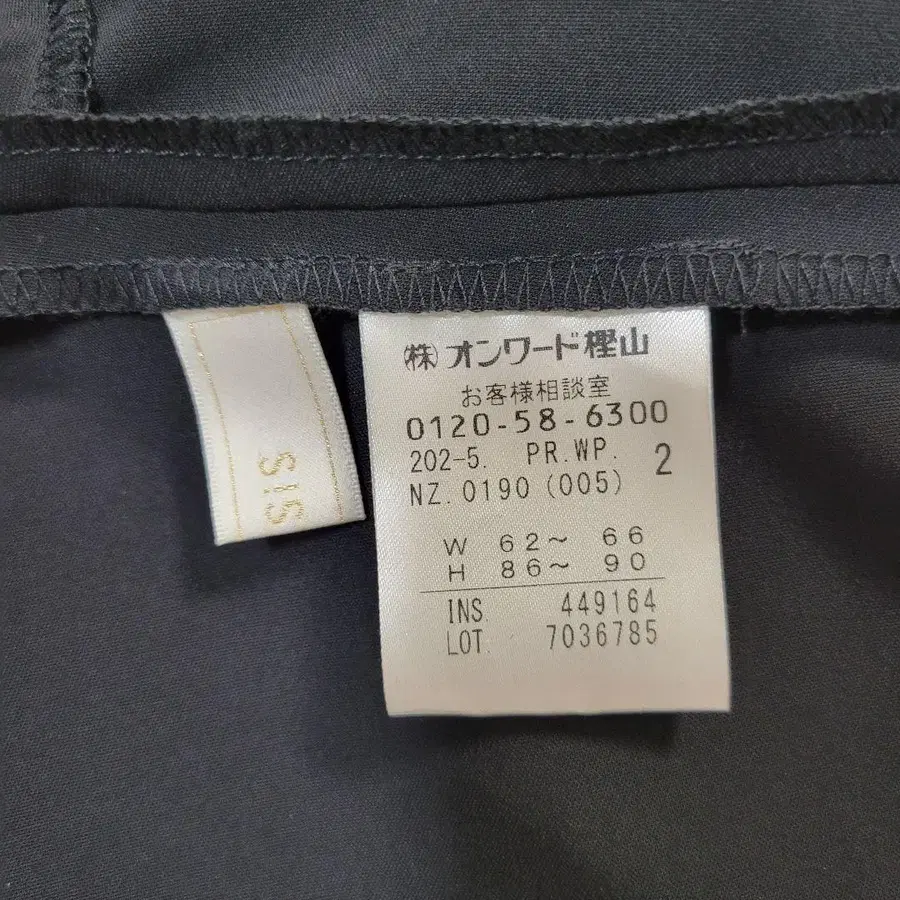 SIS
㈱オンワード樫山
お客様相談室
0120-58-6300
202-5. PR.WP. 2
NZ.0190(005)
W 62〜 66
H 86〜 90
INS. 449164
LOT. 7036785